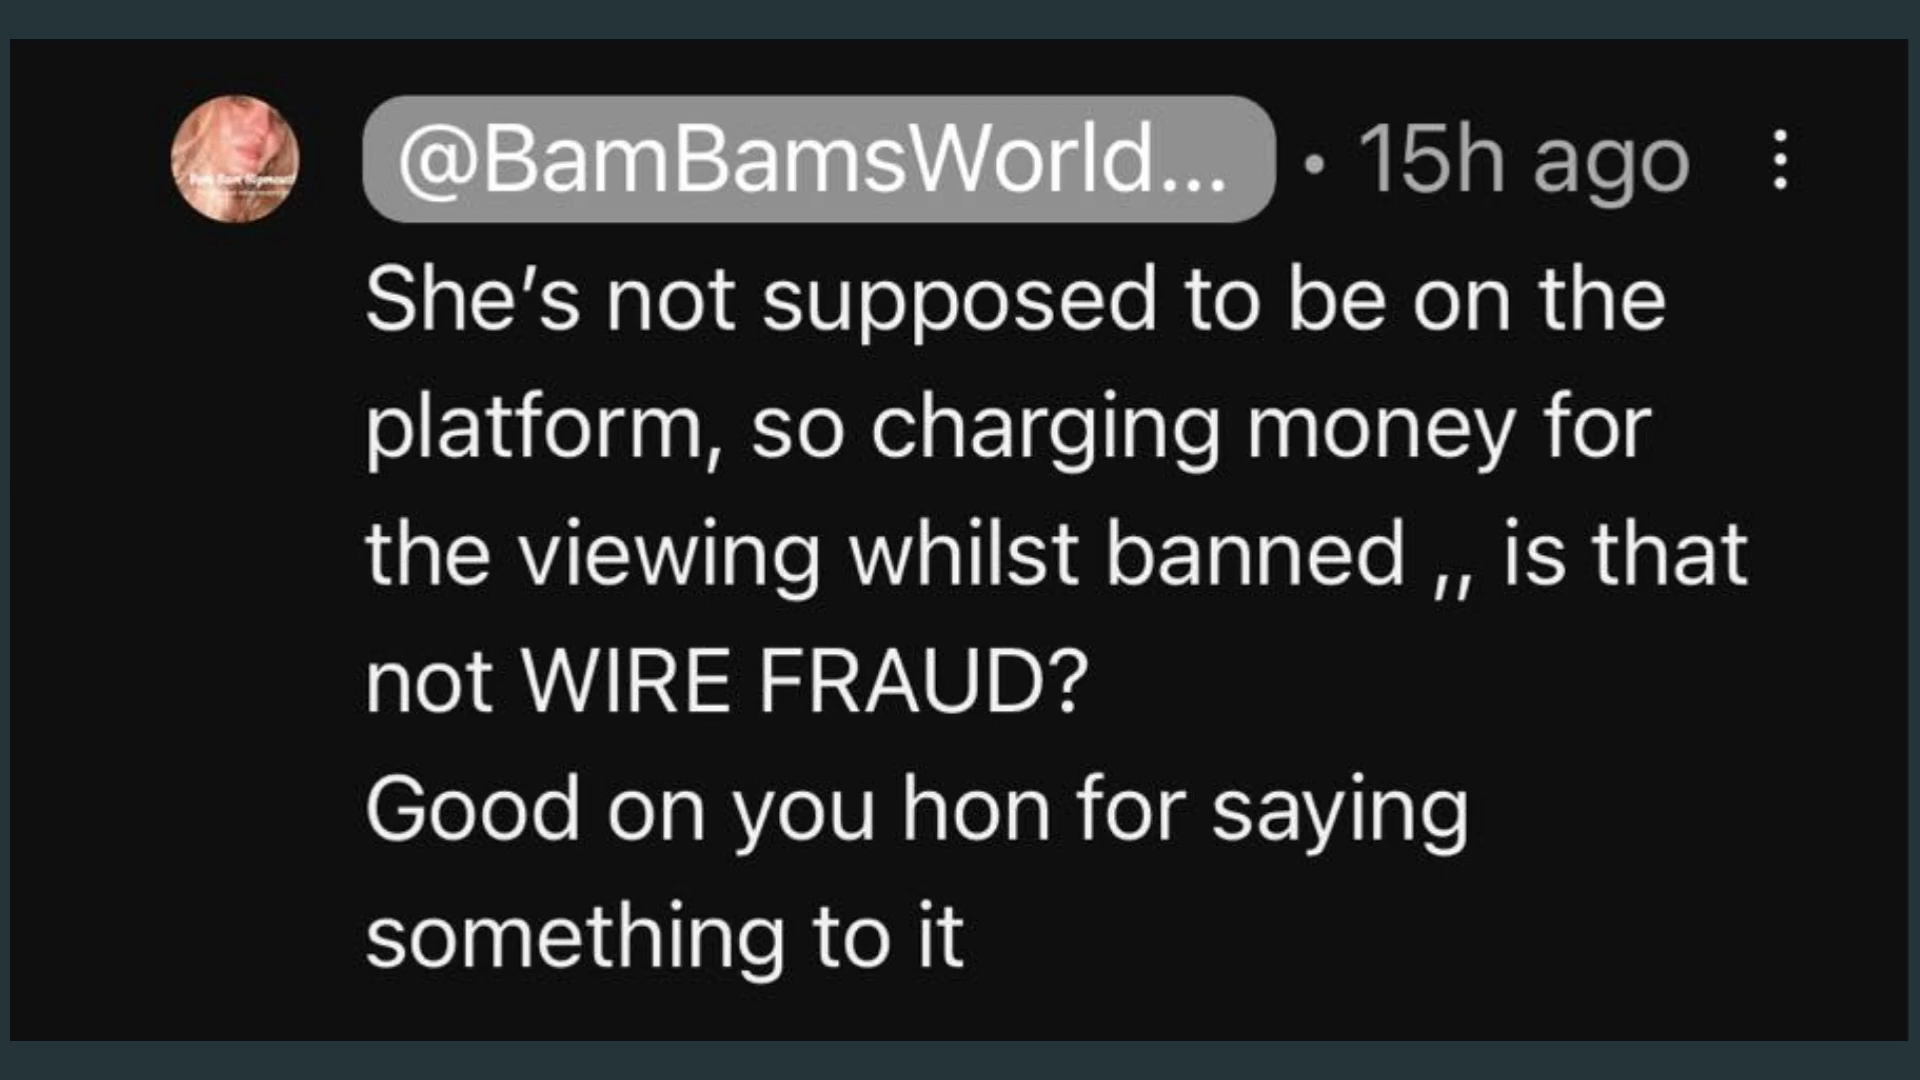 @BamBamsWorld... • 15h ago
She’s not supposed to be on the
platform, so charging money for
the viewing whilst banned ,, is that
not WIRE FRAUD?
Good on you hon for saying
something to it